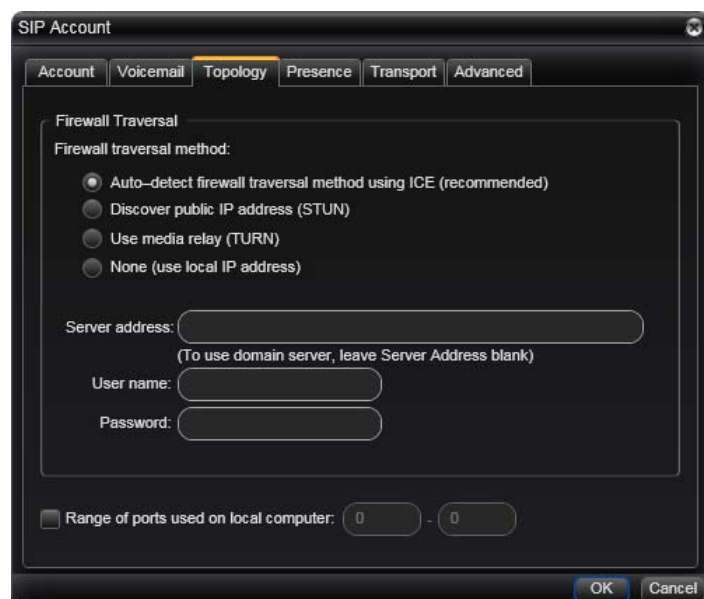 SIP Account
Account Voicemail Topology Presence Transport Advanced
Firewall Traversal
Firewall traversal method:
Auto–detect firewall traversal method using ICE (recommended)
Discover public IP address (STUN)
Use media relay (TURN)
None (use local IP address)
Server address:
(To use domain server, leave Server Address blank)
User name:
Password:
Range of ports used on local computer: 0 - 0
OK Cancel